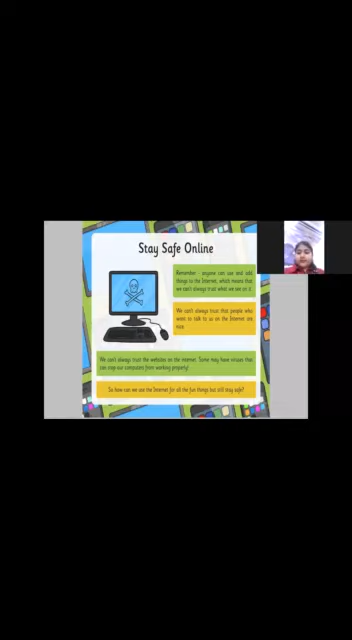 Stay Safe Online
Remember - anyone can use and add
things to the Internet, which means that
we can't always trust what we see on it.
We can't always trust that people who
want to talk to us on the Internet are
nice.
We can't always trust the websites on the internet. Some may have viruses that
can stop our computers from working properly!
So how can we use the Internet for all the fun things but still stay safe?